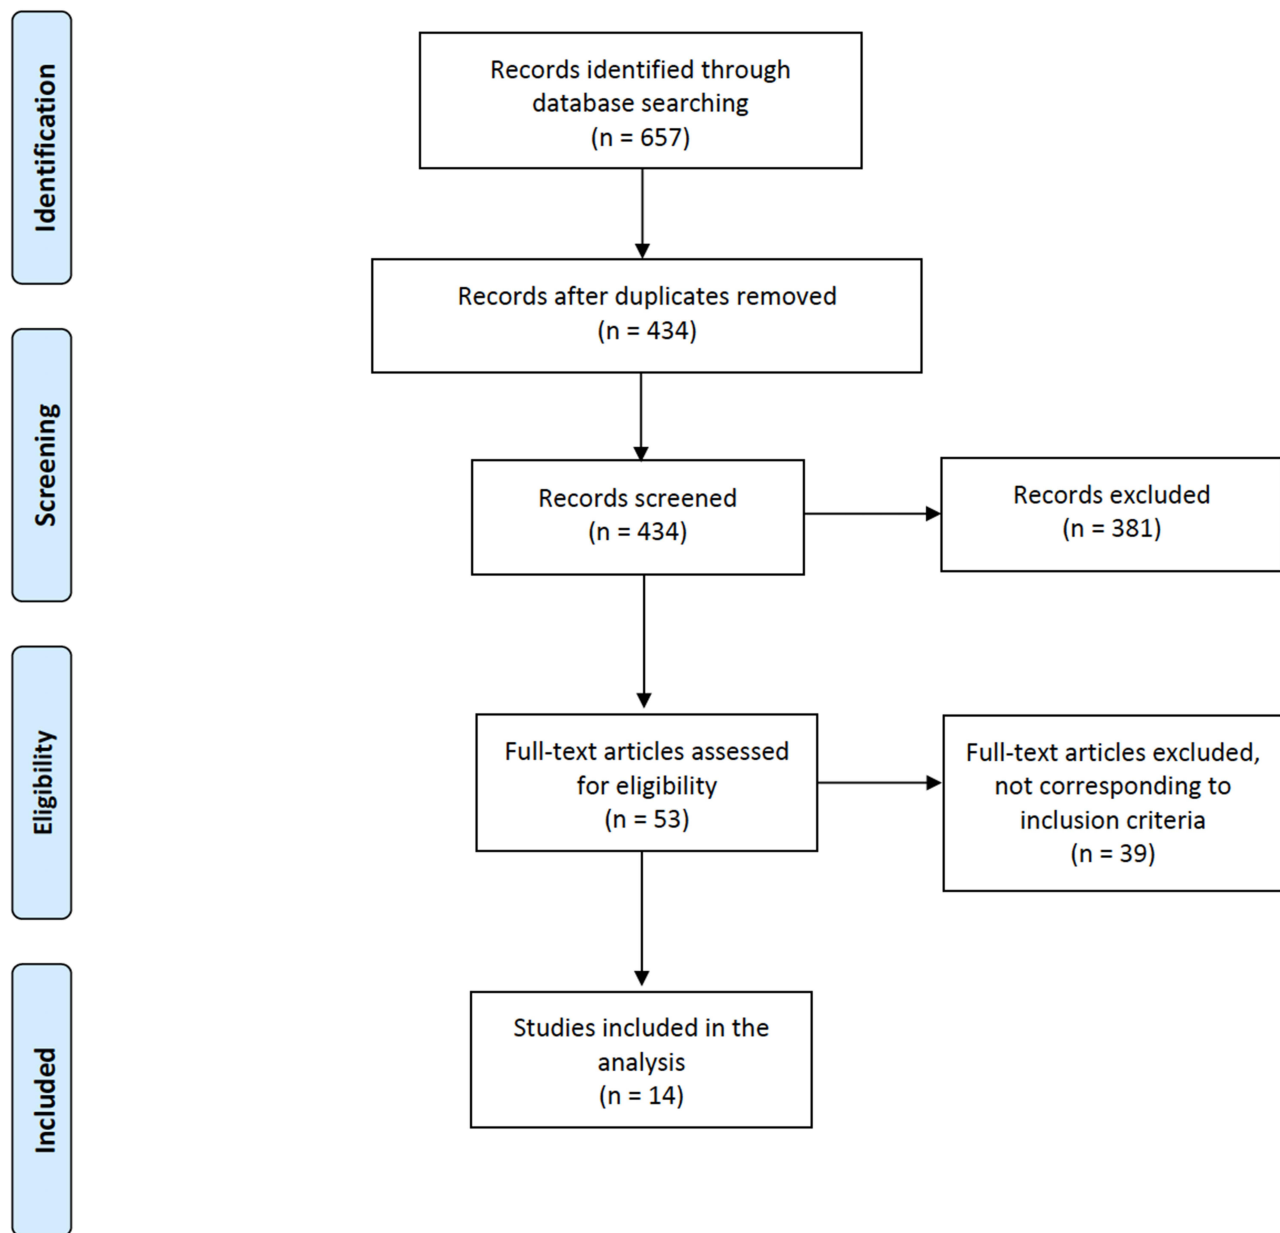 Identification
Records identified through
database searching
(n = 657)
Records after duplicates removed
(n = 434)
Screening
Records screened
(n = 434)
Records excluded
(n = 381)
Eligibility
Full-text articles assessed
for eligibility
(n = 53)
Full-text articles excluded,
not corresponding to
inclusion criteria
(n = 39)
Included
Studies included in the
analysis
(n = 14)